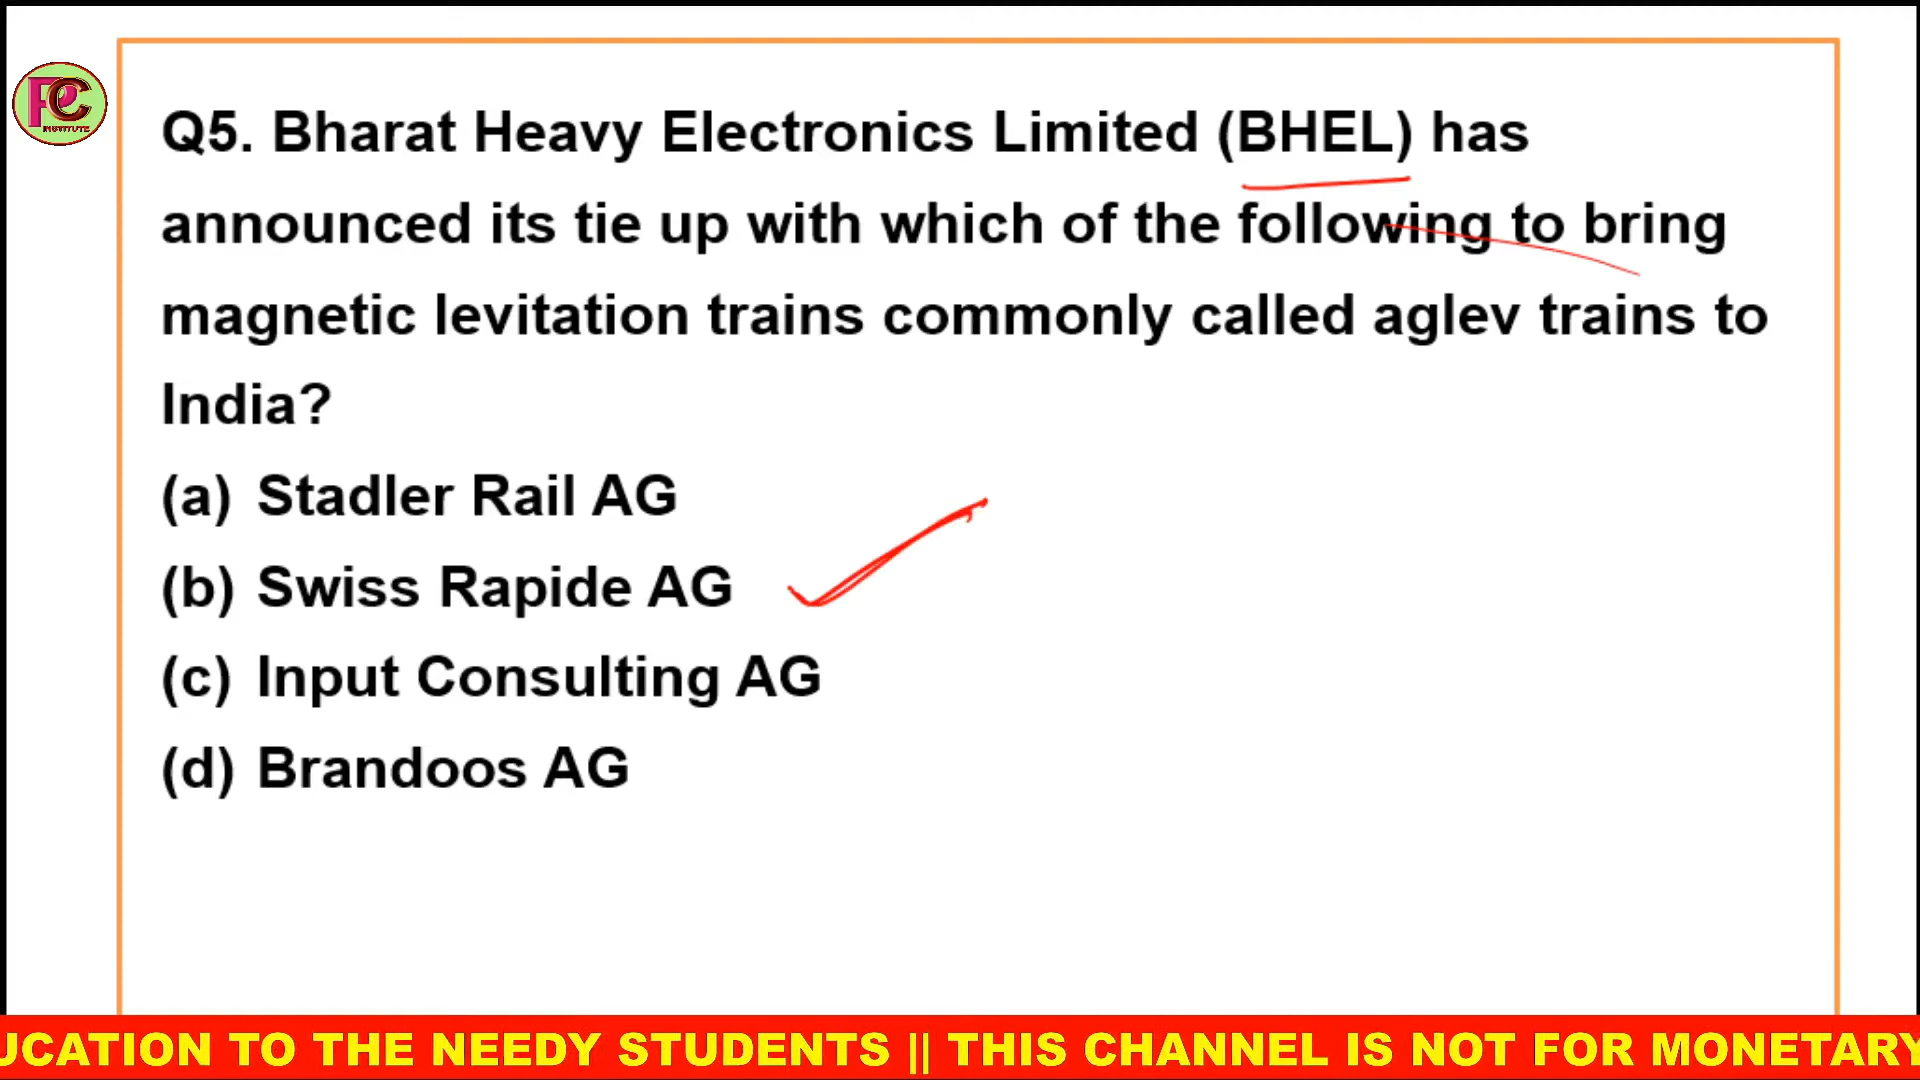 PC
INSTITUTE
Q5. Bharat Heavy Electronics Limited (BHEL) has
announced its tie up with which of the following to bring
magnetic levitation trains commonly called aglev trains to
India?
(a) Stadler Rail AG
(b) Swiss Rapide AG
(c) Input Consulting AG
(d) Brandoos AG
UCATION TO THE NEEDY STUDENTS || THIS CHANNEL IS NOT FOR MONETARY